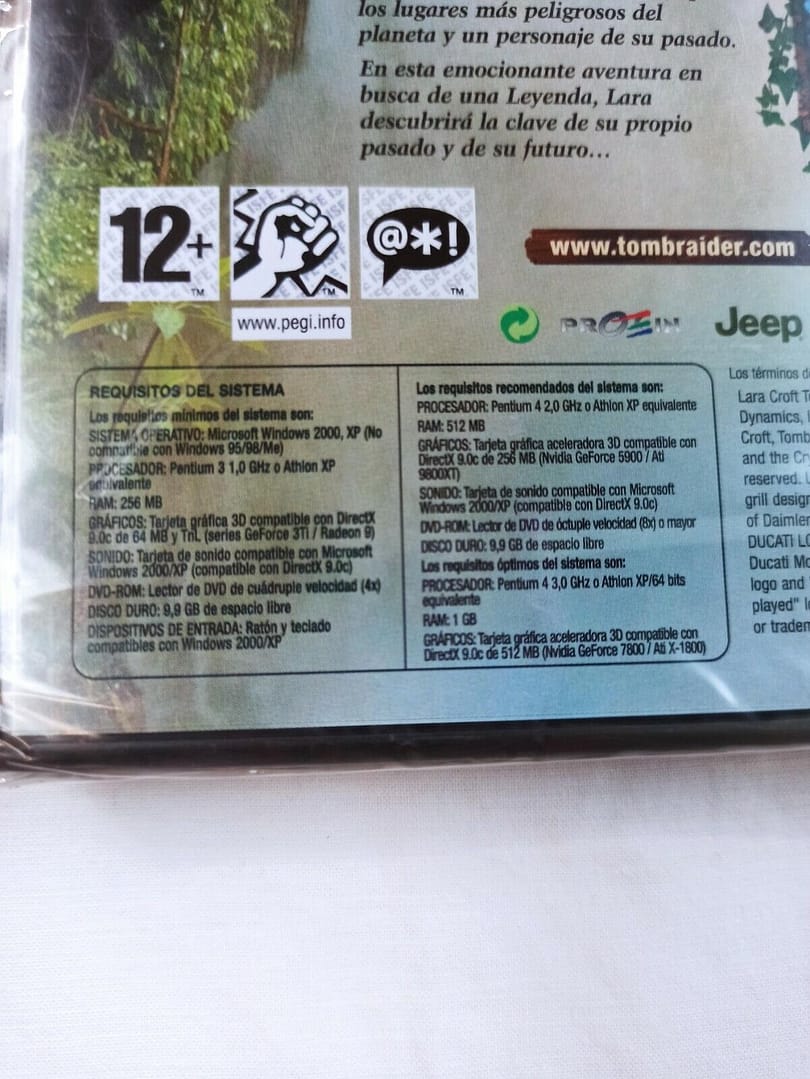 los lugares más peligrosos del
planeta y un personaje de su pasado.
En esta emocionante aventura en
busca de una Leyenda, Lara
descubrirá la clave de su propio
pasado y de su futuro...
12+
TM
TM
@*!
TM
www.pegi.info
www.tombraider.com
PROEIN
Jeep
REQUISITOS DEL SISTEMA
Los requisitos mínimos del sistema son:
SISTEMA OPERATIVO: Microsoft Windows 2000, XP (No
compatible con Windows 95/98/Me)
PROCESADOR: Pentium 3 1,0 GHz o Athlon XP
equivalente
RAM: 256 MB
GRÁFICOS: Tarjeta gráfica 3D compatible con DirectX
9.0c de 64 MB y TnL (series GeForce 3Ti / Radeon 9)
SONIDO: Tarjeta de sonido compatible con Microsoft
Windows 2000/XP (compatible con DirectX 9.0c)
DVD-ROM: Lector de DVD de cuádruple velocidad (4x)
DISCO DURO: 9,9 GB de espacio libre
DISPOSITIVOS DE ENTRADA: Ratón y teclado
compatibles con Windows 2000/XP
Los requisitos recomendados del sistema son:
PROCESADOR: Pentium 4 2,0 GHz o Athlon XP equivalente
RAM: 512 MB
GRÁFICOS: Tarjeta gráfica aceleradora 3D compatible con
DirectX 9.0c de 256 MB (Nvidia GeForce 5900 / Ati
9800XT)
SONIDO: Tarjeta de sonido compatible con Microsoft
Windows 2000/XP (compatible con DirectX 9.0c)
DVD-ROM: Lector de DVD de óctuple velocidad (8x) o mayor
DISCO DURO: 9,9 GB de espacio libre
Los requisitos óptimos del sistema son:
PROCESADOR: Pentium 4 3,0 GHz o Athlon XP/64 bits
equivalente
RAM: 1 GB
GRÁFICOS: Tarjeta gráfica aceleradora 3D compatible con
DirectX 9.0c de 512 MB (Nvidia GeForce 7800 / Ati X-1800)
Los términos
Lara Croft
Dynamics,
Croft, Tomb
and the
reserved.
grill
of
DUCATI
Ducati
logo and
played"
or